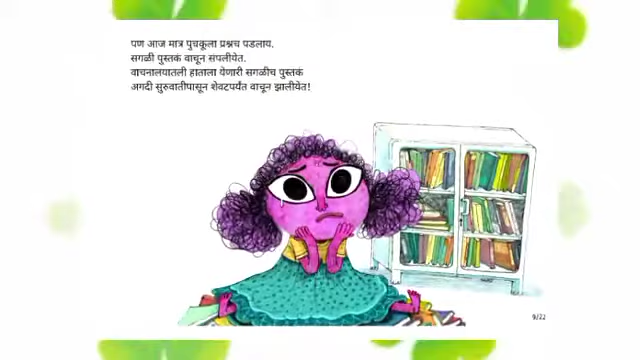 पण आज मात्र पुचकूला प्रश्नच पडलाय.
सगळी पुस्तकं वाचून संपलीयेत.
वाचनालयातली हाताला येणारी सगळीच पुस्तकं
अगदी सुरुवातीपासून शेवटपर्यंत वाचून झालीयेत!
9/22